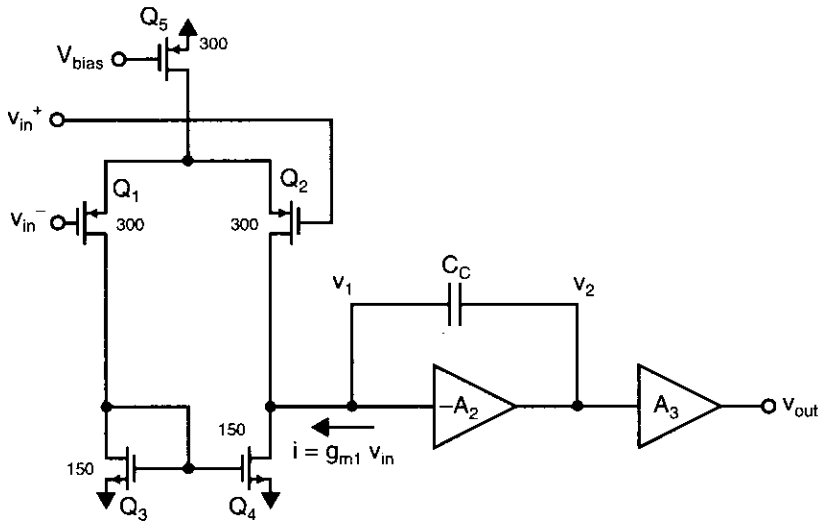 Q5
300
Vbias
vin+
Q1
Q2
vin−
300
300
CC
v1
v2
−A2
A3
vout
150
i = gm1 vin
150
Q3
Q4